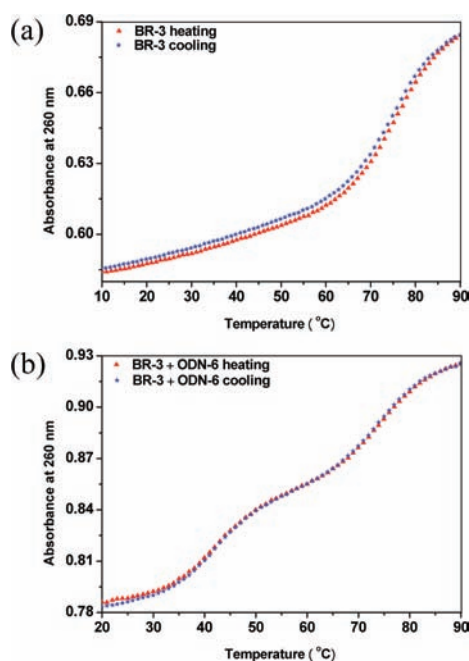 (a)
BR-3 heating
BR-3 cooling
Absorbance at 260 nm
0.69
0.66
0.63
0.60
10 20 30 40 50 60 70 80 90
Temperature (°C)
(b)
BR-3 + ODN-6 heating
BR-3 + ODN-6 cooling
Absorbance at 260 nm
0.93
0.90
0.87
0.84
0.81
0.78
20 30 40 50 60 70 80 90
Temperature (°C)